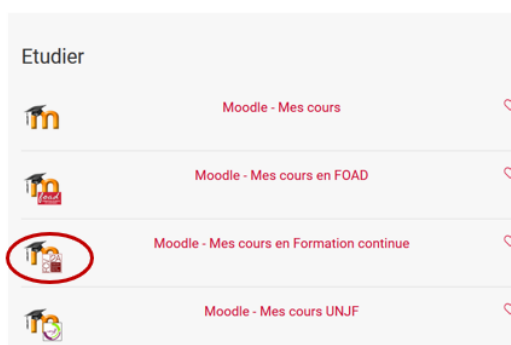 Etudier
Moodle - Mes cours
Moodle - Mes cours en FOAD
foad
Moodle - Mes cours en Formation continue
Moodle - Mes cours UNJF